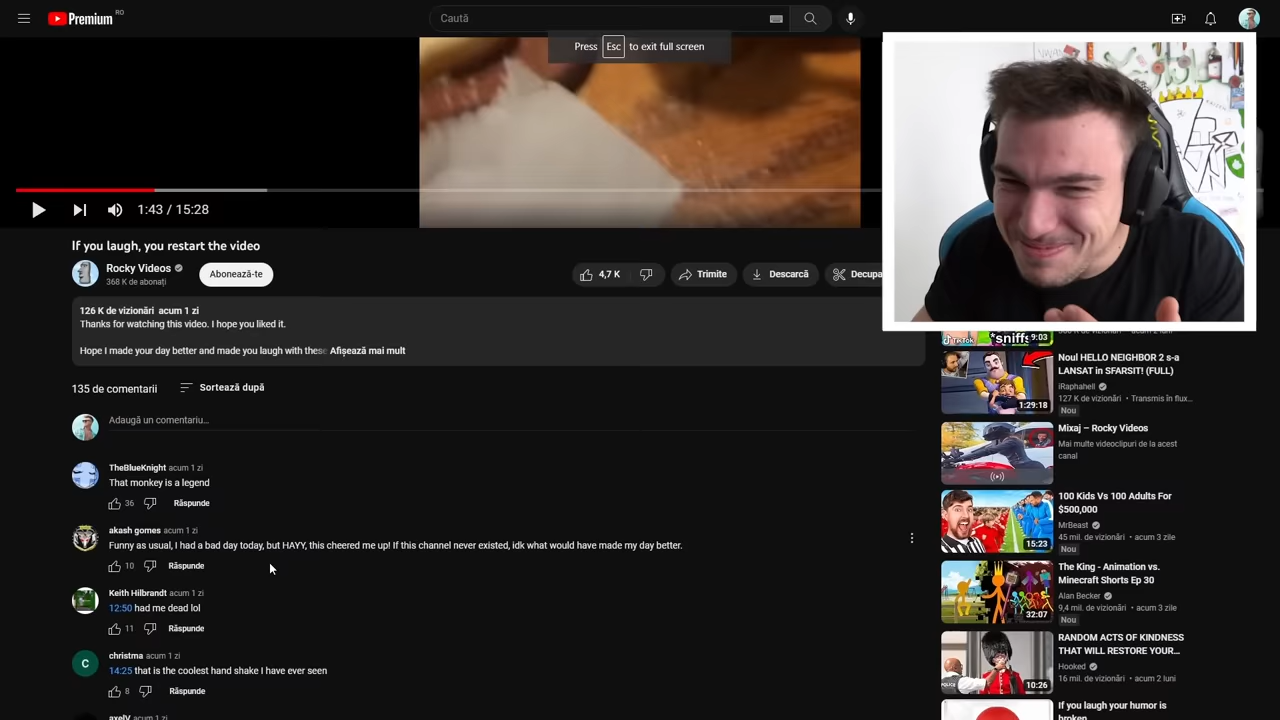 Premium RO
Caută
Press Esc to exit full screen
1:43 / 15:28
If you laugh, you restart the video
Rocky Videos
368 K de abonați
Abonează-te
4,7 K
Trimite
Descarcă
Decupa
126 K de vizionări acum 1 zi
Thanks for watching this video. I hope you liked it.
Hope I made your day better and made you laugh with these Afișează mai mult
135 de comentarii
Sortează după
Adaugă un comentariu...
TheBlueKnight acum 1 zi
That monkey is a legend
36 Răspunde
akash gomes acum 1 zi
Funny as usual, I had a bad day today, but HAYY, this cheered me up! If this channel never existed, idk what would have made my day better.
10 Răspunde
Keith Hilbrandt acum 1 zi
12:50 had me dead lol
11 Răspunde
christma acum 1 zi
C
14:25 that is the coolest hand shake I have ever seen
8 Răspunde
axelV acum 1 zi
TikTok
*sniffs
9:03
Noul HELLO NEIGHBOR 2 s-a
LANSAT in SFARSIT! (FULL)
iRaphahell
127 K de vizionări • Transmis în flux...
Nou
1:29:18
Mixaj – Rocky Videos
Mai multe videoclipuri de la acest
canal
100 Kids Vs 100 Adults For
$500,000
MrBeast
45 mil. de vizionări • acum 3 zile
Nou
15:23
The King - Animation vs.
Minecraft Shorts Ep 30
Alan Becker
9,4 mil. de vizionări • acum 3 zile
Nou
32:07
RANDOM ACTS OF KINDNESS
THAT WILL RESTORE YOUR...
Hooked
16 mil. de vizionări • acum 2 luni
POLICE
10:26
If you laugh your humor is
broken